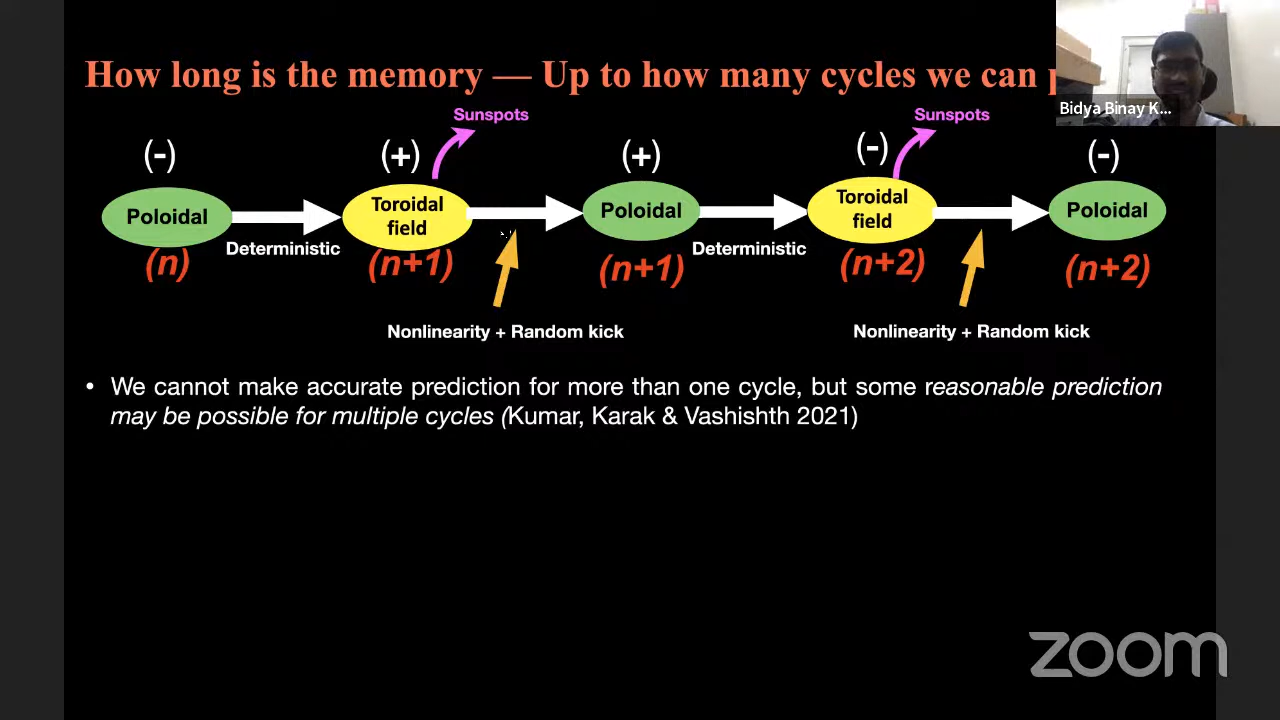 How long is the memory — Up to how many cycles we can
Bidya Binay K...
Sunspots
Sunspots
(-)
(+)
(+)
(-)
(-)
Poloidal
Toroidal
field
Poloidal
Toroidal
field
Poloidal
Deterministic
Deterministic
(n)
(n+1)
(n+1)
(n+2)
(n+2)
Nonlinearity + Random kick
Nonlinearity + Random kick
• We cannot make accurate prediction for more than one cycle, but some reasonable prediction
may be possible for multiple cycles (Kumar, Karak & Vashishth 2021)
zoom